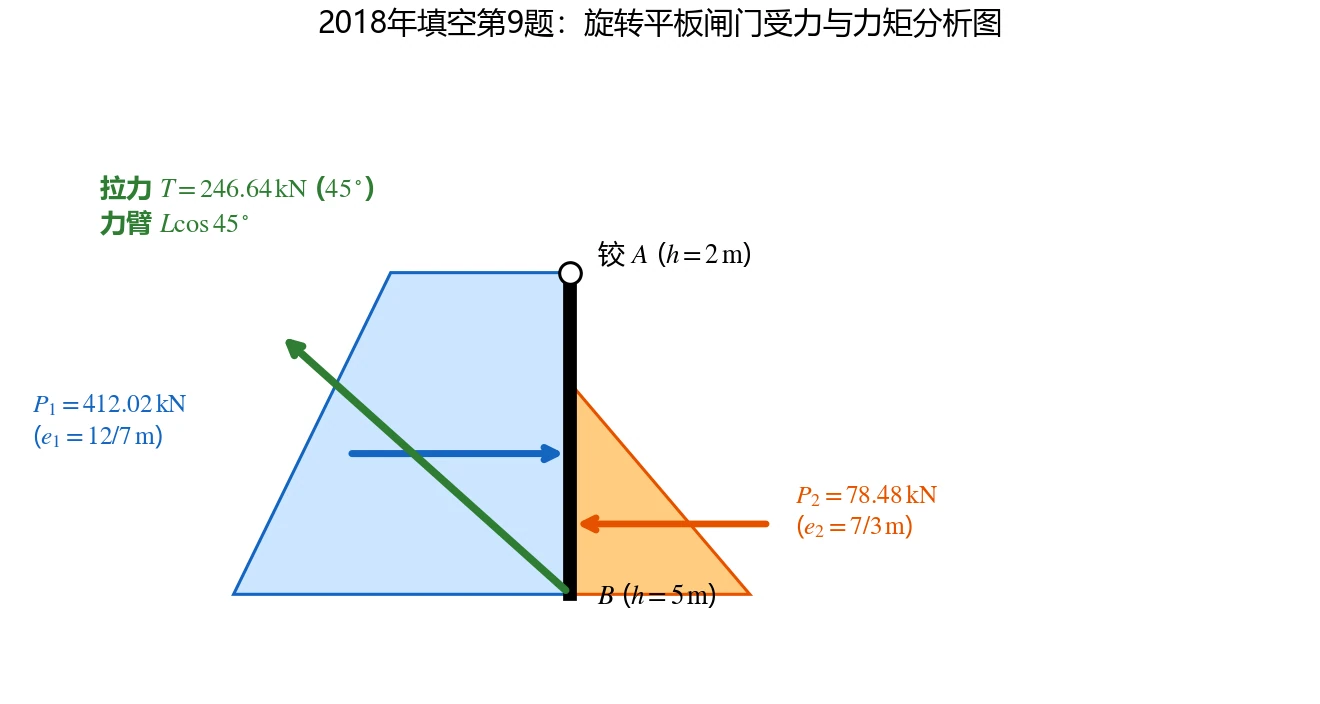 2018年填空第9题：旋转平板闸门受力与力矩分析图
拉力 T = 246.64 kN (45°)
力臂 L cos 45°
铰 A (h = 2 m)
P₁ = 412.02 kN
(e₁ = 12/7 m)
P₂ = 78.48 kN
(e₂ = 7/3 m)
B (h = 5 m)